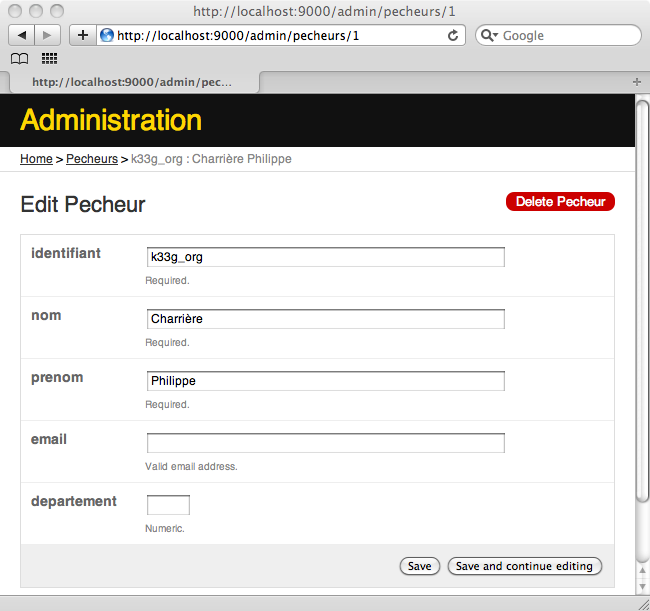 http://localhost:9000/admin/pecheurs/1
http://localhost:9000/admin/pecheurs/1
Google
http://localhost:9000/admin/pec...
Administration
Home > Pecheurs > k33g_org : Charrière Philippe
Edit Pecheur
Delete Pecheur
identifiant
k33g_org
Required.
nom
Charrière
Required.
prenom
Philippe
Required.
email
Valid email address.
departement
Numeric.
Save
Save and continue editing